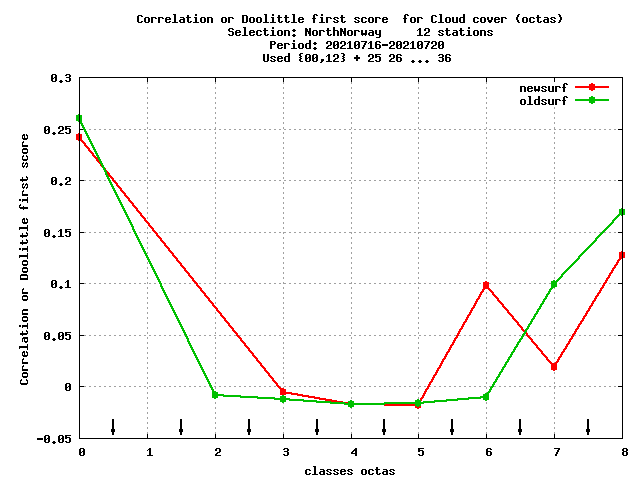 Correlation or Doolittle first score  for Cloud cover (octas)
Selection: NorthNorway     12 stations
Period: 20210716-20210720
Used {00,12} + 25 26 ... 36
newsurf
oldsurf
0.3
0.25
0.2
0.15
0.1
0.05
0
-0.05
Correlation or Doolittle first score
0 1 2 3 4 5 6 7 8
classes octas